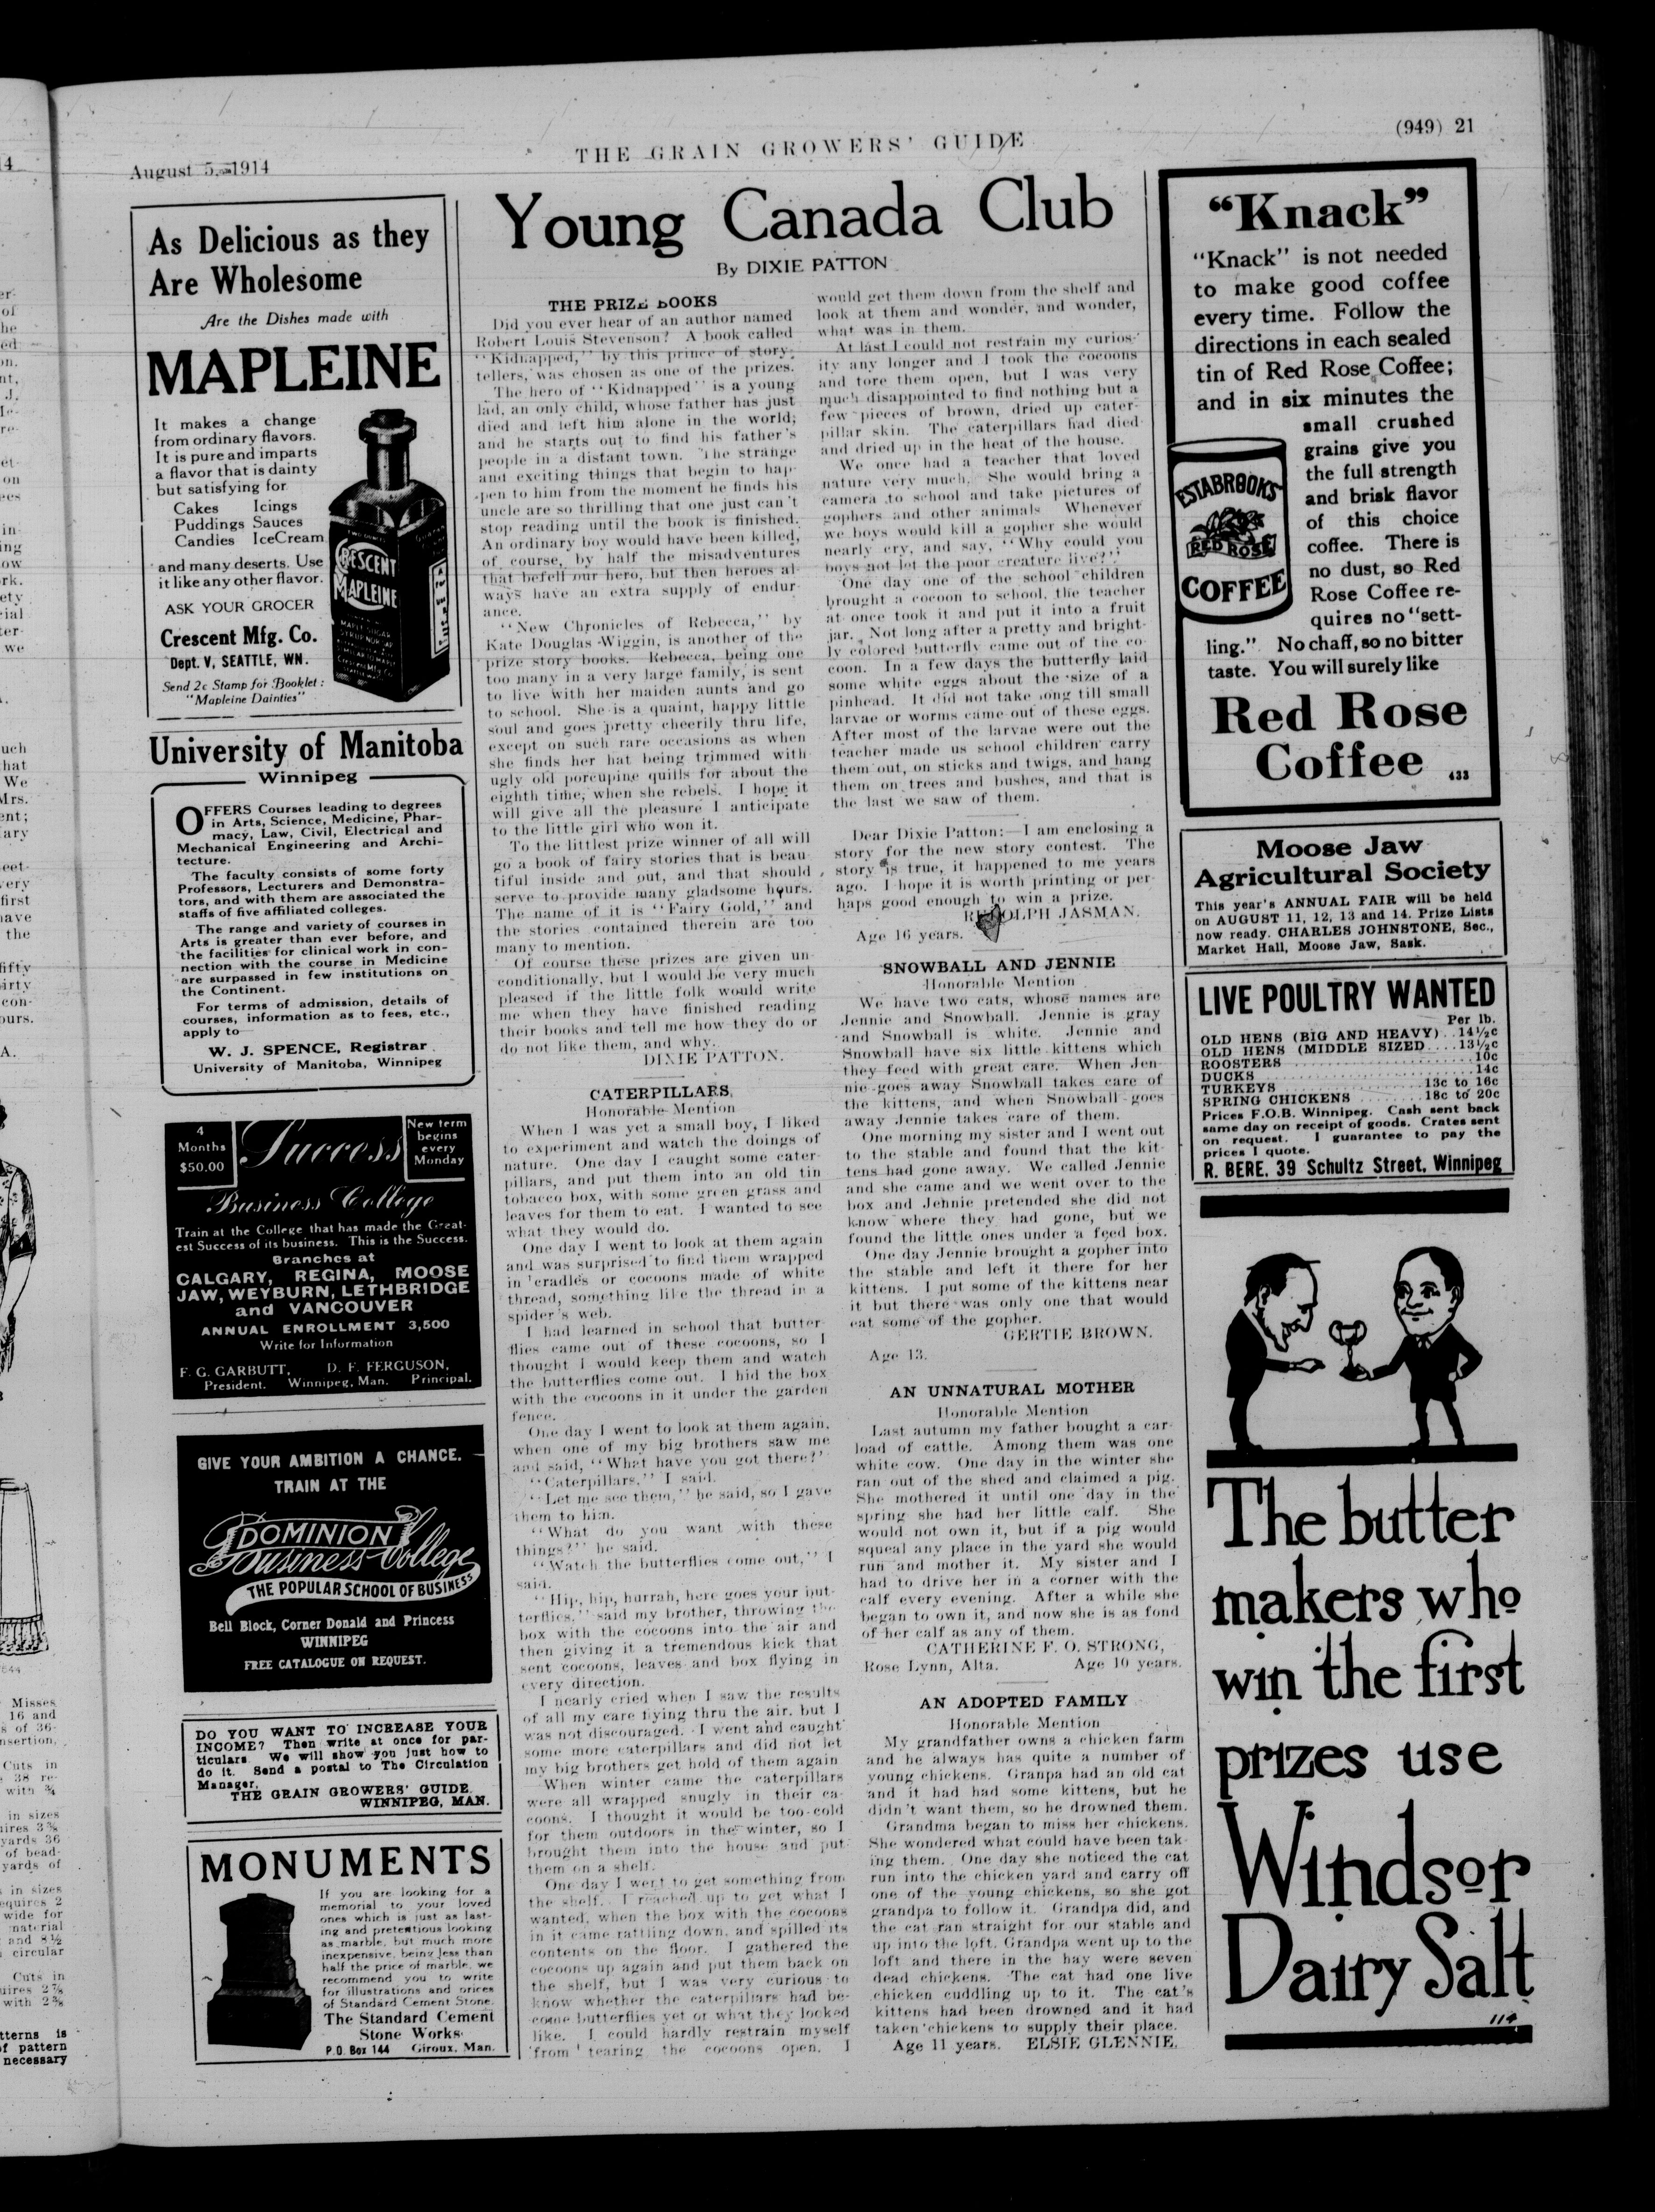 August 5, 1914
THE GRAIN GROWERS' GUIDE
(949) 21
As Delicious as they
Are Wholesome
Are the Dishes made with
MAPLEINE
It makes a change
from ordinary flavors.
It is pure and imparts
a flavor that is dainty
but satisfying for
Cakes Icings
Puddings Sauces
Candies IceCream
and many deserts. Use
it like any other flavor.
ASK YOUR GROCER
Crescent Mfg. Co.
Dept. V, SEATTLE, WN.
Send 2c Stamp for Booklet:
"Mapleine Dainties"
CRESCENT
MAPLEINE
University of Manitoba
Winnipeg
OFFERS Courses leading to degrees
in Arts, Science, Medicine, Phar-
macy, Law, Civil, Electrical and
Mechanical Engineering and Archi-
tecture.
The faculty consists of some forty
Professors, Lecturers and Demonstra-
tors, and with them are associated the
staffs of five affiliated colleges.
The range and variety of courses in
Arts is greater than ever before, and
the facilities for clinical work in con-
nection with the course in Medicine
are surpassed in few institutions on
the Continent.
For terms of admission, details of
courses, information as to fees, etc.,
apply to
W. J. SPENCE, Registrar
University of Manitoba, Winnipeg
4
Months
$50.00
Success
New term
begins
every
Monday
Business College
Train at the College that has made the Great-
est Success of its business. This is the Success.
Branches at
CALGARY, REGINA, MOOSE
JAW, WEYBURN, LETHBRIDGE
and VANCOUVER
ANNUAL ENROLLMENT 3,500
Write for Information
F. G. GARBUTT, D. F. FERGUSON,
President. Winnipeg, Man. Principal.
GIVE YOUR AMBITION A CHANCE.
TRAIN AT THE
DOMINION
Business College
THE POPULAR SCHOOL OF BUSINESS
Bell Block, Corner Donald and Princess
WINNIPEG
FREE CATALOGUE ON REQUEST.
DO YOU WANT TO INCREASE YOUR
INCOME? Then write at once for par-
ticulars. We will show you just how to
do it. Send a postal to The Circulation
Manager,
THE GRAIN GROWERS' GUIDE,
WINNIPEG, MAN.
MONUMENTS
If you are looking for a
memorial to your loved
ones which is just as last-
ing and pretentious looking
as marble, but much more
inexpensive, being less than
half the price of marble, we
recommend you to write
for illustrations and prices
of Standard Cement Stone.
The Standard Cement
Stone Works
P.O. Box 144 Giroux, Man.
Young Canada Club
By DIXIE PATTON
THE PRIZE BOOKS
Did you ever hear of an author named
Robert Louis Stevenson? A book called
"Kidnapped," by this prince of story
tellers, was chosen as one of the prizes.
The hero of "Kidnapped" is a young
lad, an only child, whose father has just
died and left him alone in the world,
and he starts out to find his father's
people in a distant town. The strange
and exciting things that begin to hap-
pen to him from the moment he finds his
uncle are so thrilling that one just can't
stop reading until the book is finished.
An ordinary boy would have been killed,
of course, by half the misadventures
that befell our hero, but then heroes al-
ways have an extra supply of endur
ance.
"New Chronicles of Rebecca," by
Kate Douglas Wiggin, is another of the
prize story books. Rebecca, being one
too many in a very large family, is sent
to live with her maiden aunts and go
to school. She is a quaint, happy little
soul and goes pretty cheerily thru life,
except on such rare occasions as when
she finds her hat being trimmed with
ugly old porcupine quills for about the
eighth time, when she rebels. I hope it
will give all the pleasure I anticipate
to the little girl who won it.
To the littlest prize winner of all will
go a book of fairy stories that is beau-
tiful inside and out, and that should
serve to provide many gladsome hours.
The name of it is "Fairy Gold," and
the stories contained therein are too
many to mention.
Of course these prizes are given un-
conditionally, but I would be very much
pleased if the little folk would write
me when they have finished reading
their books and tell me how they do or
do not like them, and why.
DIXIE PATTON.
CATERPILLARS
Honorable Mention
When I was yet a small boy, I liked
to experiment and watch the doings of
nature. One day I caught some cater-
pillars, and put them into an old tin
tobacco box, with some green grass and
leaves for them to eat. I wanted to see
what they would do.
One day I went to look at them again
and was surprised to find them wrapped
in cradles or cocoons made of white
thread, something like the thread in a
spider's web.
I had learned in school that butter
flies came out of these cocoons, so I
thought I would keep them and watch
the butterflies come out. I hid the box
with the cocoons in it under the garden
fence.
One day I went to look at them again,
when one of my big brothers saw me
and said, "What have you got there?"
"Caterpillars," I said.
"Let me see them," he said, so I gave
them to him.
"What do you want with these
things?" he said.
"Watch the butterflies come out," I
said.
"Hip, hip, hurrah, here goes your but-
terflies," said my brother, throwing the
box with the cocoons into the air and
then giving it a tremendous kick that
sent cocoons, leaves and box flying in
every direction.
I nearly cried when I saw the results
of all my care flying thru the air, but I
was not discouraged. I went and caught
some more caterpillars and did not let
my big brothers get hold of them again
When winter came the caterpillars
were all wrapped snugly in their ca-
coons. I thought it would be too cold
for them outdoors in the winter, so I
brought them into the house and put
them on a shelf.
One day I went to get something from
the shelf. I reached up to get what I
wanted, when the box with the cocoons
in it came rattling down, and spilled its
contents on the floor. I gathered the
cocoons up again and put them back on
the shelf, but I was very curious to
know whether the caterpillars had be-
come butterflies yet or what they looked
like. I could hardly restrain myself
from tearing the cocoons open. I
would get them down from the shelf and
look at them and wonder, and wonder,
what was in them.
At last I could not restrain my curios-
ity any longer and I took the cocoons
and tore them open, but I was very
much disappointed to find nothing but a
few pieces of brown, dried up cater-
pillar skin. The caterpillars had died
and dried up in the heat of the house.
We once had a teacher that loved
nature very much. She would bring a
camera to school and take pictures of
gophers and other animals. Whenever
we boys would kill a gopher she would
nearly cry, and say, "Why could you
boys not let the poor creature live?"
One day one of the school children
brought a cocoon to school, the teacher
at once took it and put it into a fruit
jar. Not long after a pretty and bright-
ly colored butterfly came out of the co-
coon. In a few days the butterfly laid
some white eggs about the size of a
pinhead. It did not take long till small
larvae or worms came out of these eggs.
After most of the larvae were out the
teacher made us school children carry
them out, on sticks and twigs, and hang
them on trees and bushes, and that is
the last we saw of them.
Dear Dixie Patton:—I am enclosing a
story for the new story contest. The
story is true, it happened to me years
ago. I hope it is worth printing or per-
haps good enough to win a prize.
OLPH JASMAN.
Age 16 years.
SNOWBALL AND JENNIE
Honorable Mention
We have two cats, whose names are
Jennie and Snowball. Jennie is gray
and Snowball is white. Jennie and
Snowball have six little kittens which
they feed with great care. When Jen-
nie goes away Snowball takes care of
the kittens, and when Snowball goes
away Jennie takes care of them.
One morning my sister and I went out
to the stable and found that the kit-
tens had gone away. We called Jennie
and she came and we went over to the
box and Jennie pretended she did not
know where they had gone, but we
found the little ones under a feed box.
One day Jennie brought a gopher into
the stable and left it there for her
kittens. I put some of the kittens near
it but there was only one that would
eat some of the gopher.
GERTIE BROWN.
Age 13.
AN UNNATURAL MOTHER
Honorable Mention
Last autumn my father bought a car-
load of cattle. Among them was one
white cow. One day in the winter she
ran out of the shed and claimed a pig.
She mothered it until one day in the
spring she had her little calf. She
would not own it, but if a pig would
squeal any place in the yard she would
run and mother it. My sister and I
had to drive her in a corner with the
calf every evening. After a while she
began to own it, and now she is as fond
of her calf as any of them.
CATHERINE F. O. STRONG,
Rose Lynn, Alta. Age 10 years.
AN ADOPTED FAMILY
Honorable Mention
My grandfather owns a chicken farm
and he always has quite a number of
young chickens. Granpa had an old cat
and it had had some kittens, but he
didn't want them, so he drowned them.
Grandma began to miss her chickens.
She wondered what could have been tak-
ing them. One day she noticed the cat
run into the chicken yard and carry off
one of the young chickens, so she got
grandpa to follow it. Grandpa did, and
the cat ran straight for our stable and
up into the loft. Grandpa went up to the
loft and there in the hay were seven
dead chickens. The cat had one live
chicken cuddling up to it. The cat's
kittens had been drowned and it had
taken chickens to supply their place.
Age 11 years. ELSIE GLENNIE.
"Knack"
"Knack" is not needed
to make good coffee
every time. Follow the
directions in each sealed
tin of Red Rose Coffee;
and in six minutes the
small crushed
grains give you
the full strength
and brisk flavor
of this choice
coffee. There is
no dust, so Red
Rose Coffee re-
quires no "sett-
ling." No chaff, so no bitter
taste. You will surely like
Red Rose
Coffee 433
ESTABROOKS'
RED ROSE
COFFEE
Moose Jaw
Agricultural Society
This year's ANNUAL FAIR will be held
on AUGUST 11, 12, 13 and 14. Prize Lists
now ready. CHARLES JOHNSTONE, Sec.,
Market Hall, Moose Jaw, Sask.
LIVE POULTRY WANTED
Per lb.
OLD HENS (BIG AND HEAVY) .. 14½c
OLD HENS (MIDDLE SIZED .... 13½c
ROOSTERS .... 10c
DUCKS .... 14c
TURKEYS .... 13c to 16c
SPRING CHICKENS .... 18c to 20c
Prices F.O.B. Winnipeg. Cash sent back
same day on receipt of goods. Crates sent
on request. I guarantee to pay the
prices I quote.
R. BERE, 39 Schultz Street, Winnipeg
The butter
makers who
win the first
prizes use
Windsor
Dairy Salt
114